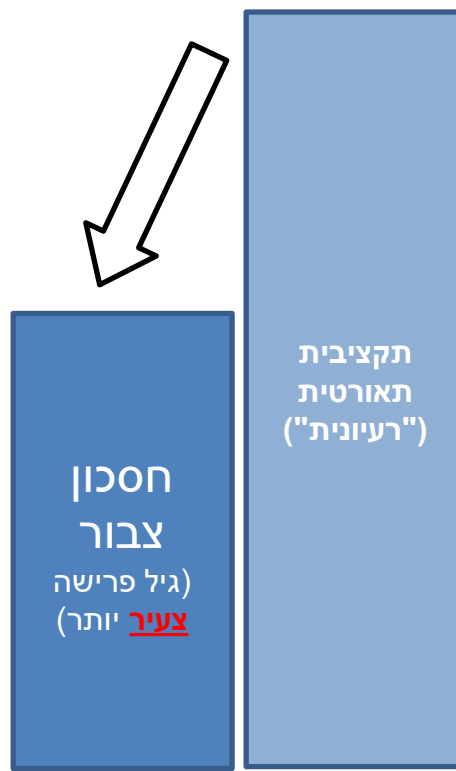 תקציבית
תאורטית
("רעיונית")
חסכון
צבור
(גיל פרישה
צעיר יותר)